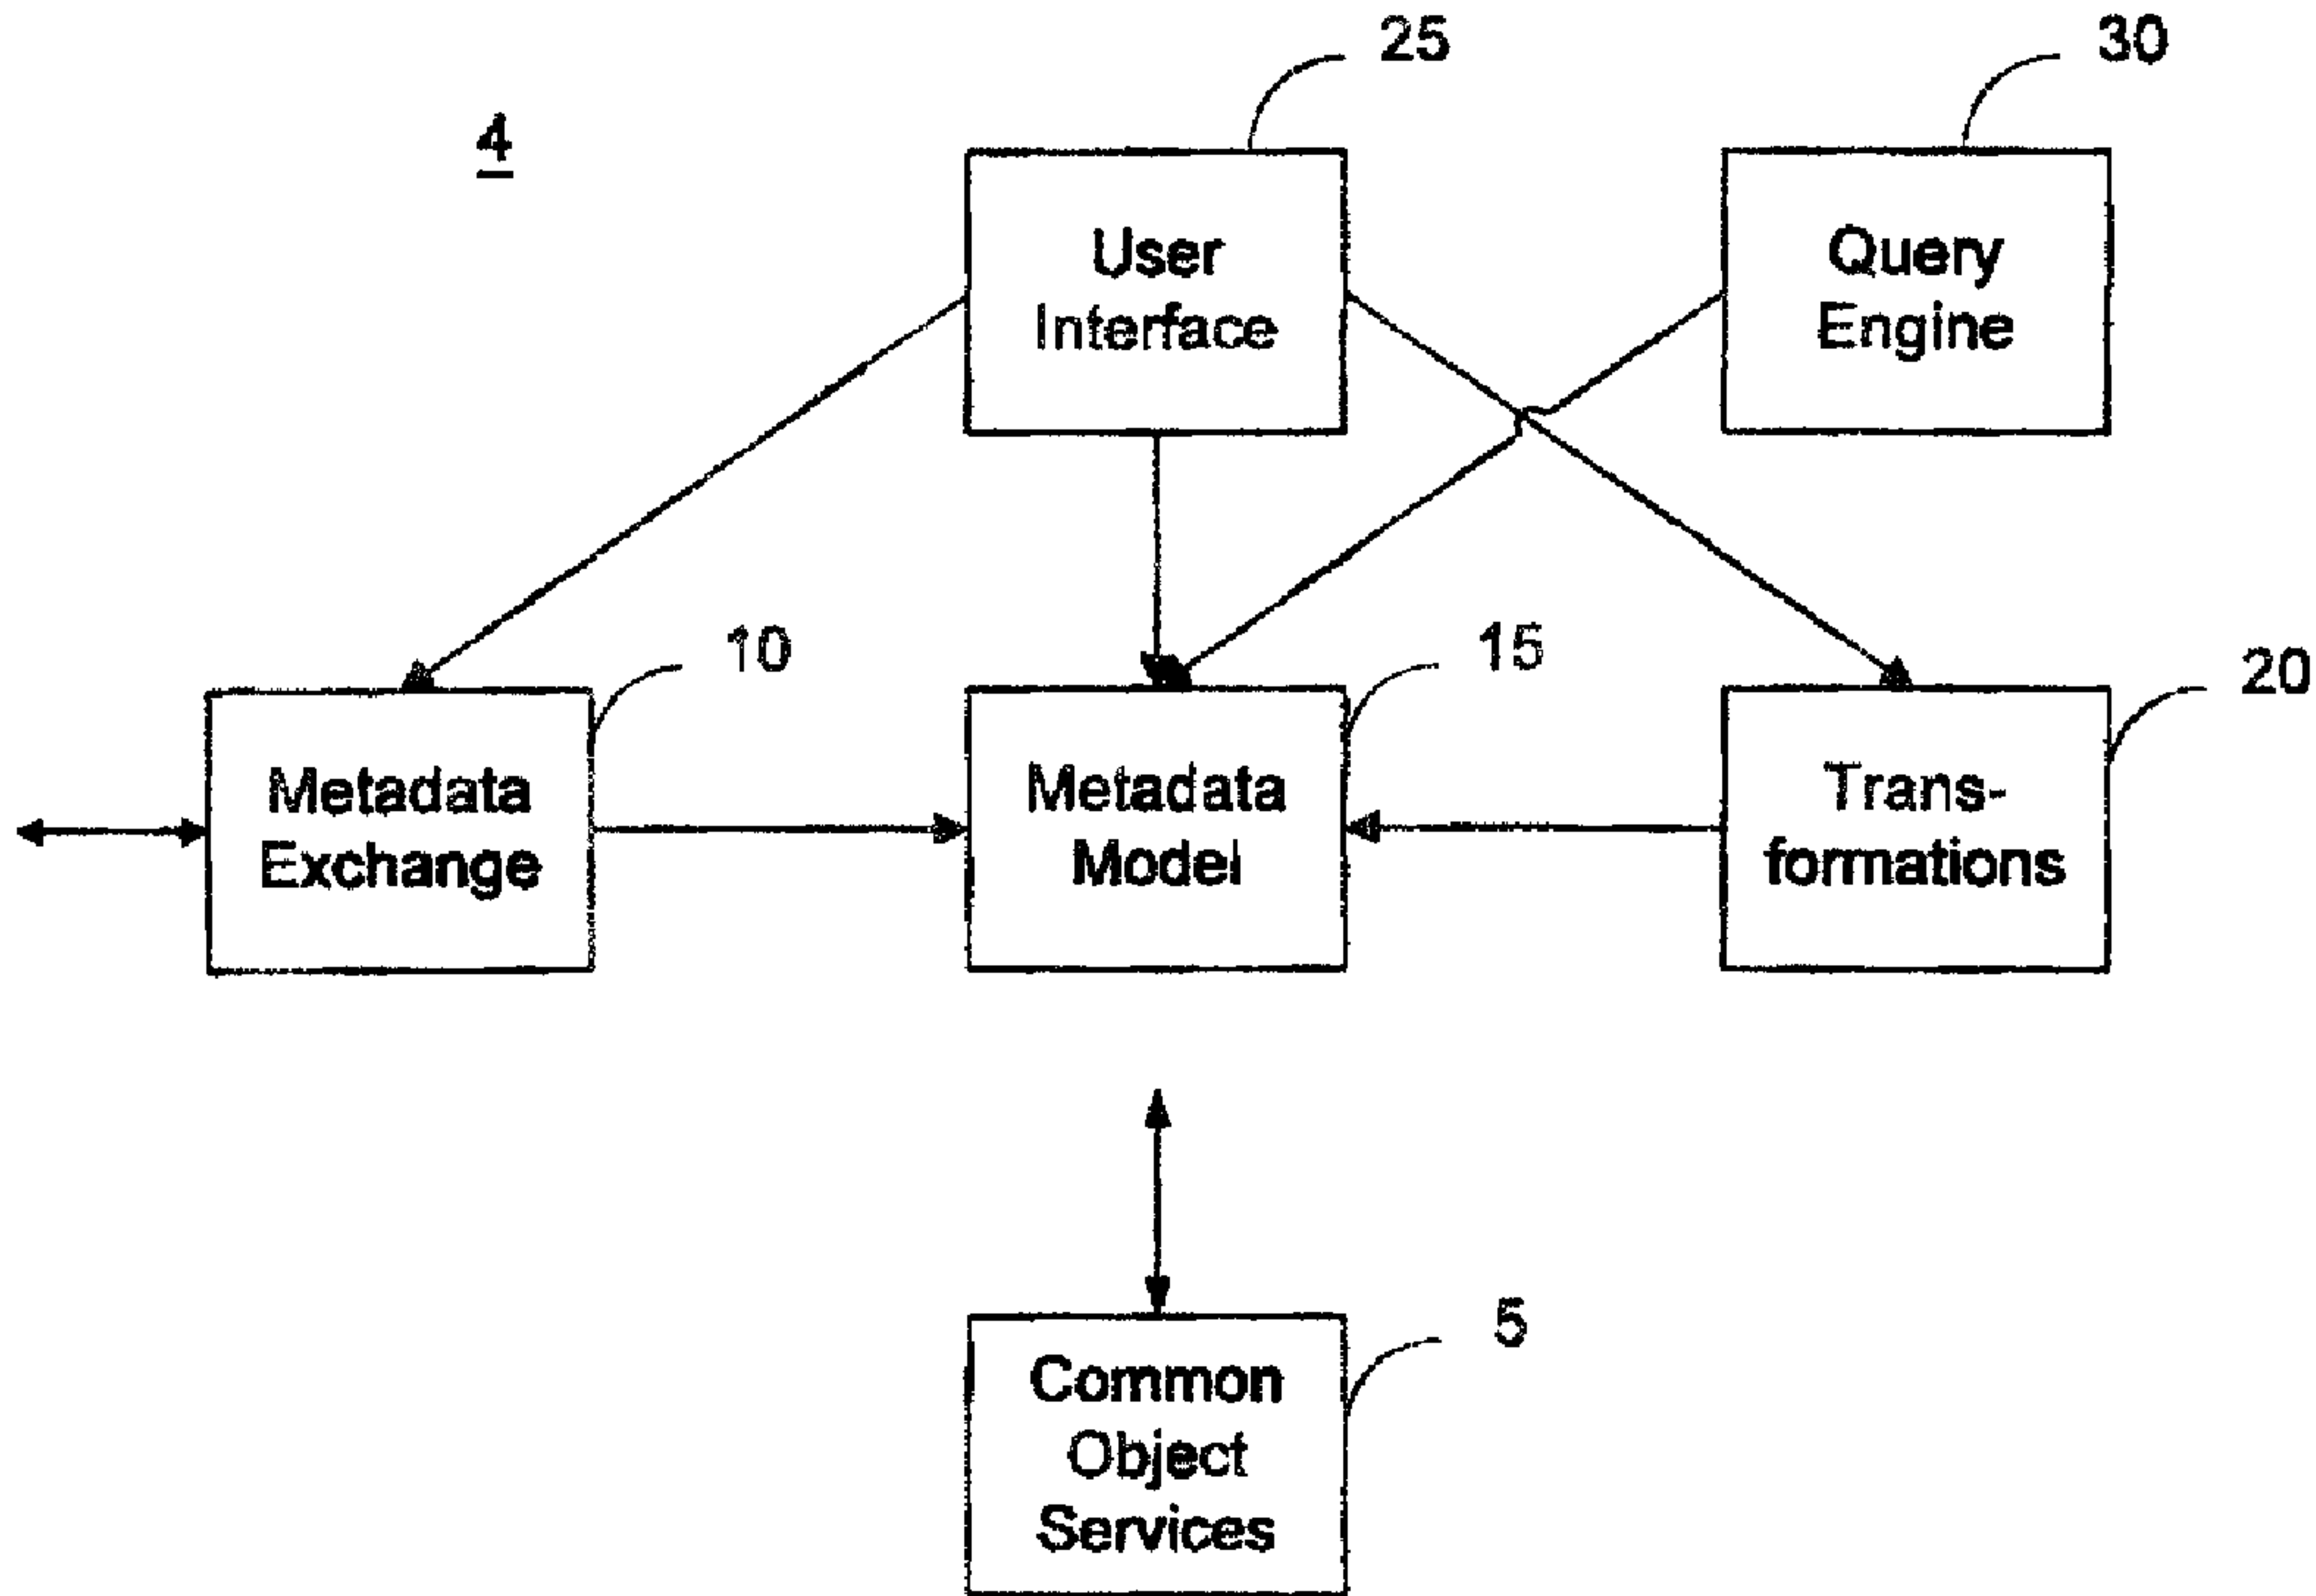 25
30
4
User
Interface
Query
Engine
10
15
20
Metadata
Exchange
Metadata
Model
Trans-
formations
5
Common
Object
Services